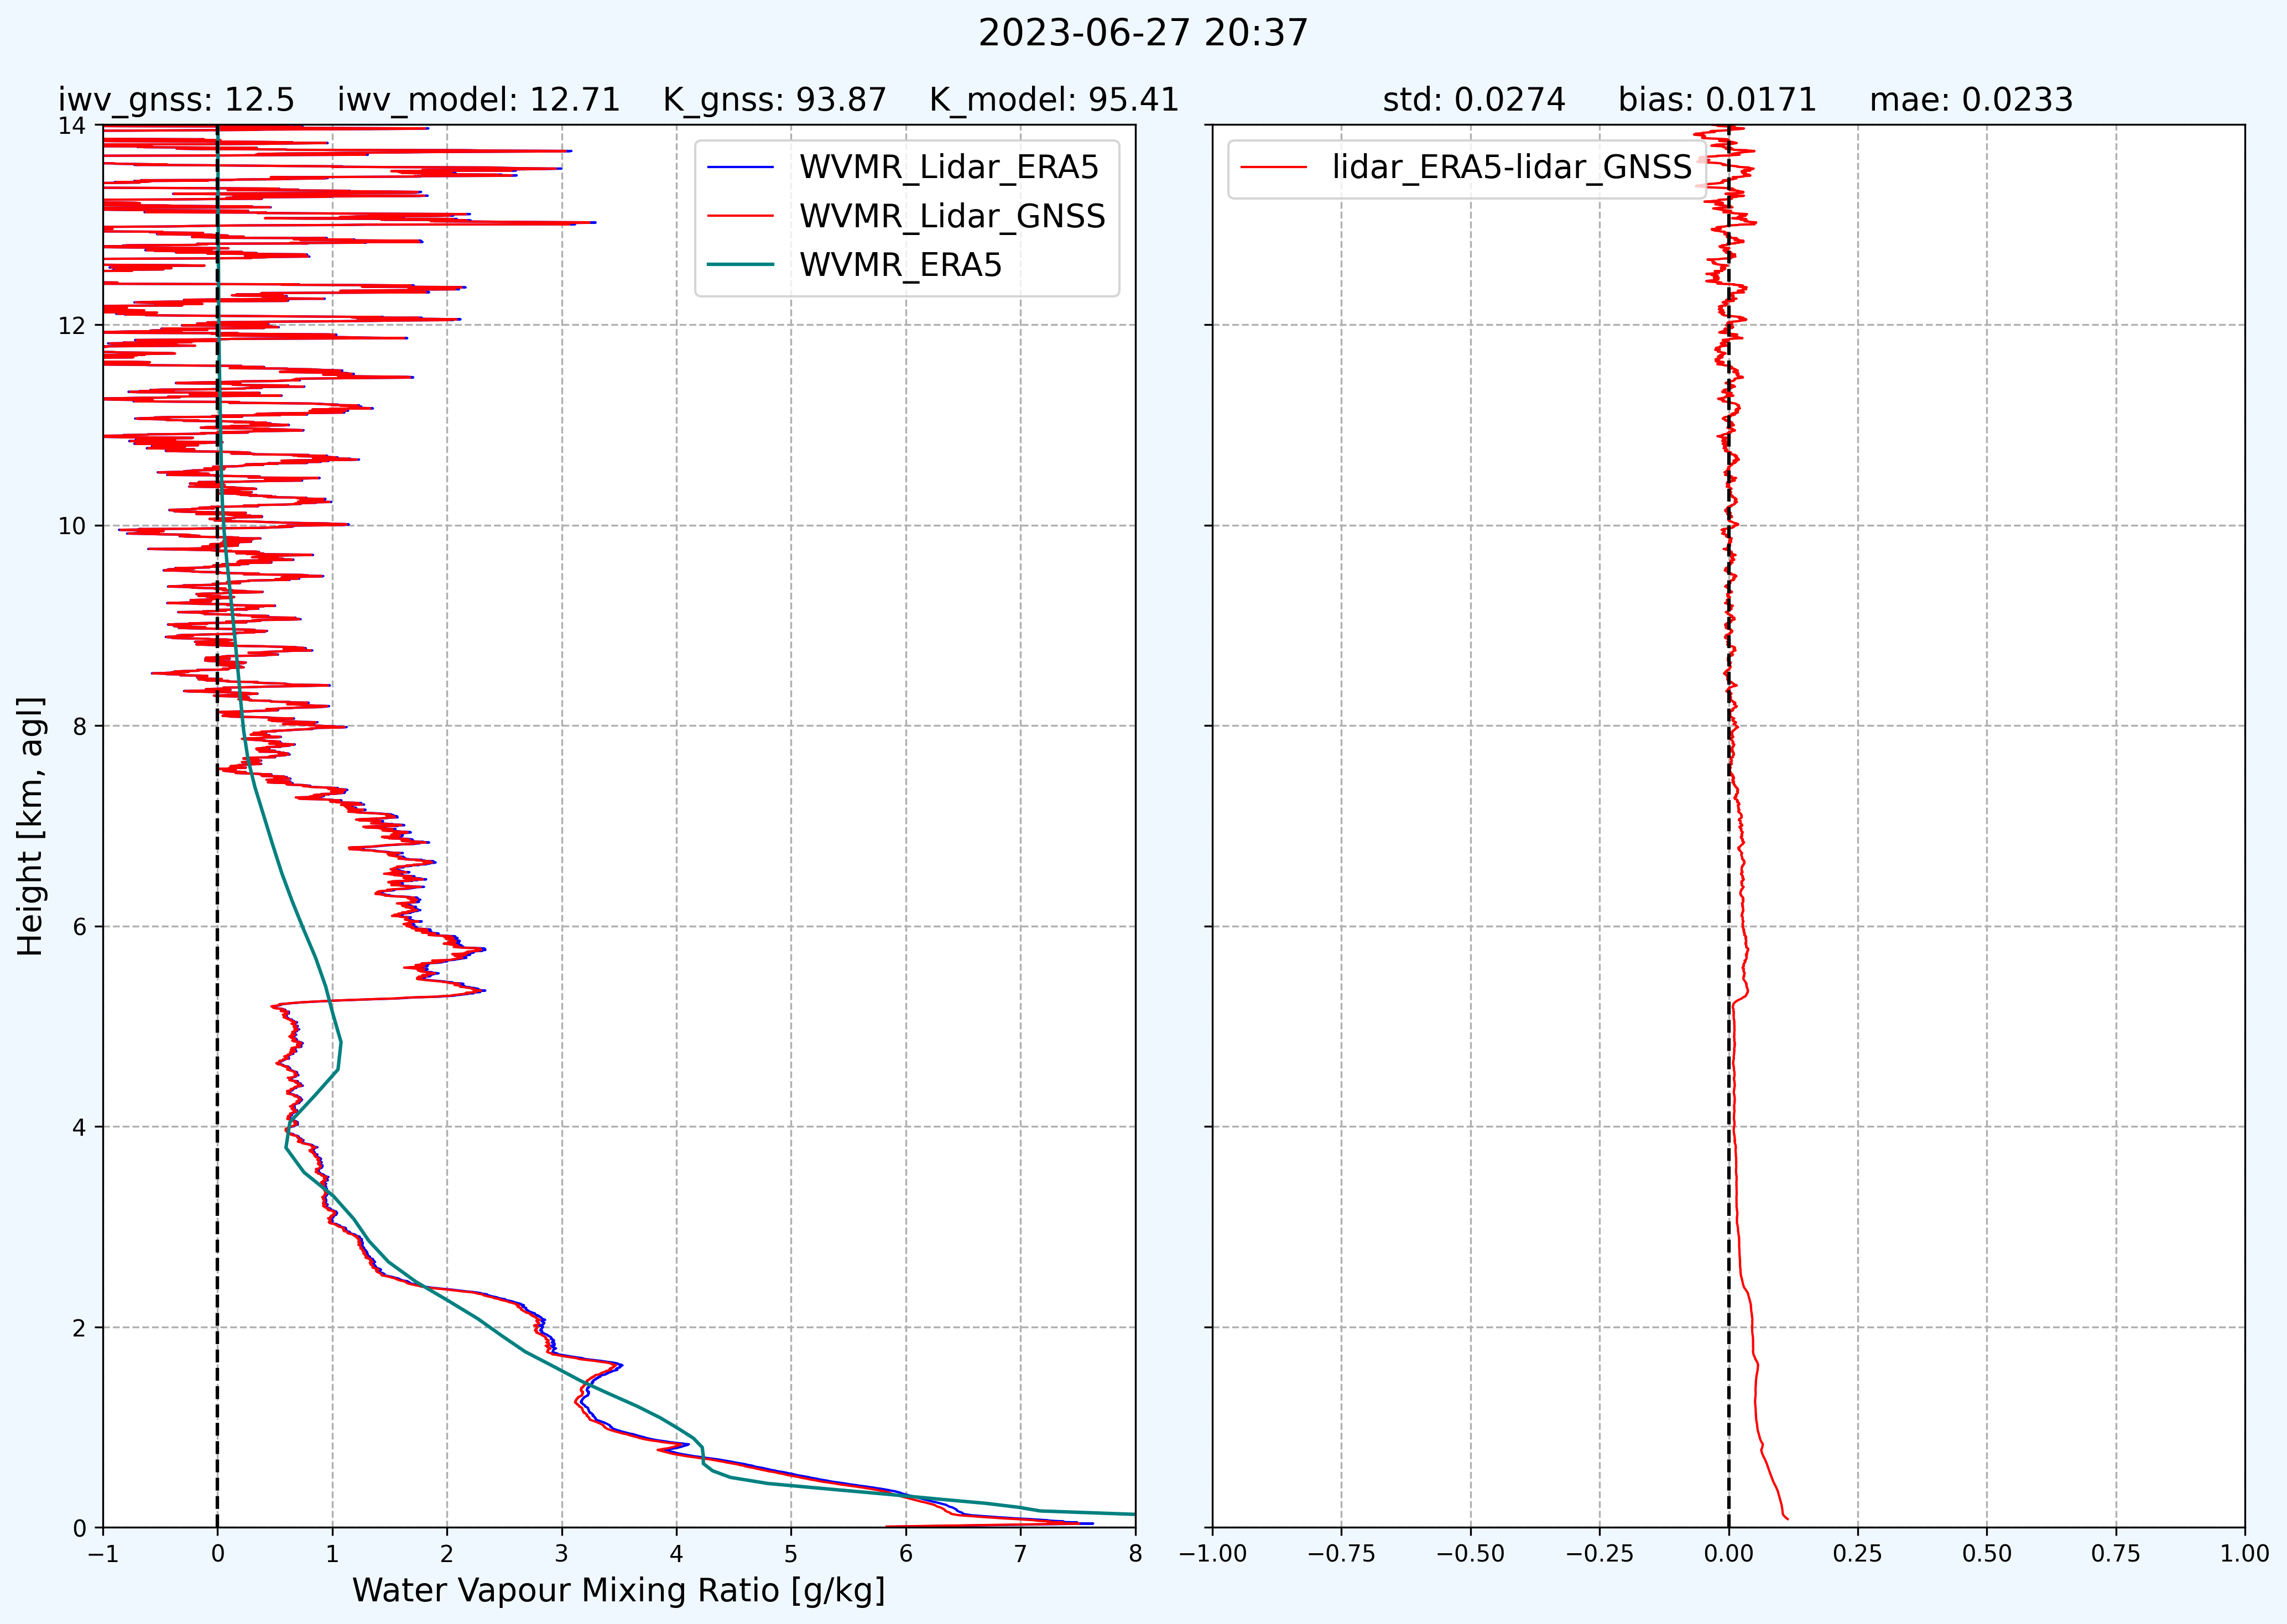 2023-06-27 20:37
iwv_gnss: 12.5 iwv_model: 12.71 K_gnss: 93.87 K_model: 95.41
std: 0.0274 bias: 0.0171 mae: 0.0233
WVMR_Lidar_ERA5
WVMR_Lidar_GNSS
WVMR_ERA5
lidar_ERA5-lidar_GNSS
14
12
10
8
6
4
2
0
Height [km, agl]
−1 0 1 2 3 4 5 6 7 8
Water Vapour Mixing Ratio [g/kg]
−1.00 −0.75 −0.50 −0.25 0.00 0.25 0.50 0.75 1.00